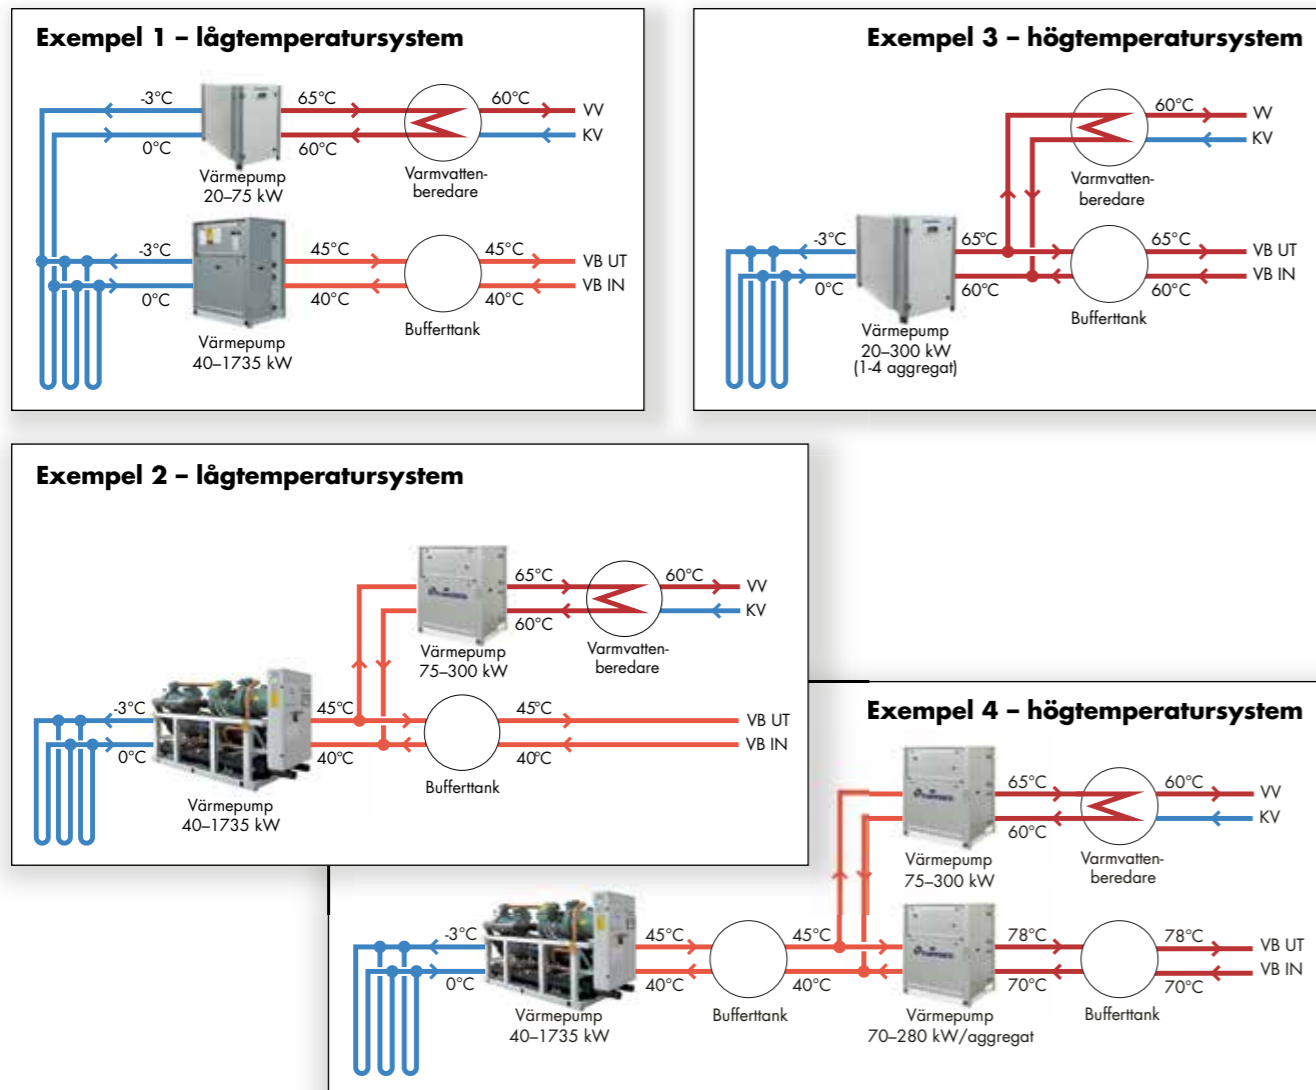 Exempel 1 – lågtemperatursystem
-3°C
65°C
60°C
VV
KV
0°C
60°C
Värmepump
20–75 kW
Varmvatten-
beredare
-3°C
45°C
45°C
VB UT
VB IN
0°C
40°C
40°C
Värmepump
40–1735 kW
Bufferttank
Exempel 3 – högtemperatursystem
60°C
VV
KV
Varmvatten-
beredare
-3°C
65°C
65°C
VB UT
VB IN
0°C
60°C
60°C
Värmepump
20–300 kW
(1-4 aggregat)
Bufferttank
Exempel 2 – lågtemperatursystem
65°C
60°C
VV
KV
60°C
Värmepump
75–300 kW
Varmvatten-
beredare
-3°C
45°C
45°C
VB UT
VB IN
0°C
40°C
40°C
Värmepump
40–1735 kW
Bufferttank
Exempel 4 – högtemperatursystem
65°C
60°C
VV
KV
60°C
Värmepump
75–300 kW
Varmvatten-
beredare
-3°C
45°C
45°C
78°C
78°C
VB UT
VB IN
0°C
40°C
40°C
70°C
70°C
Värmepump
40–1735 kW
Bufferttank
Värmepump
70–280 kW/aggregat
Bufferttank